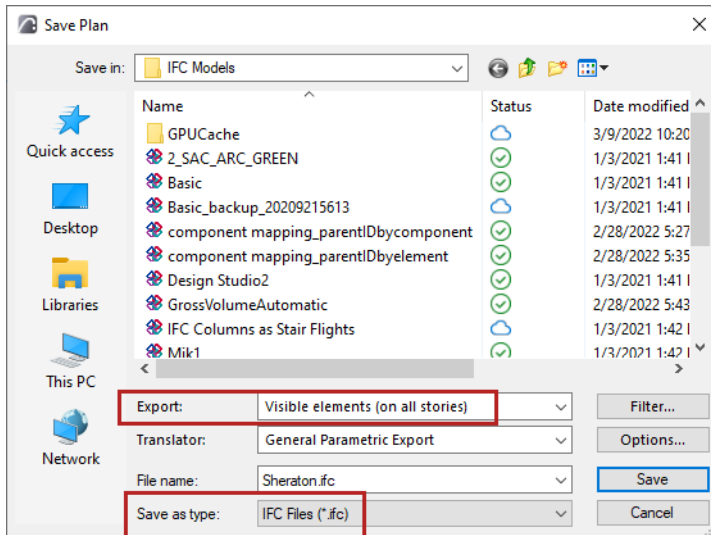 Save Plan
Save in: IFC Models
Name Status Date modified
GPUCache 3/9/2022 10:20
2_SAC_ARC_GREEN 1/3/2021 1:41
Basic 1/3/2021 1:41
Basic_backup_20209215613 1/3/2021 1:41
component mapping_parentIDbycomponent 2/28/2022 5:27
component mapping_parentIDbyelement 2/28/2022 5:35
Design Studio2 1/3/2021 1:41
GrossVolumeAutomatic 2/28/2022 5:43
IFC Columns as Stair Flights 1/3/2021 1:42
Mik1 1/3/2021 1:42
Quick access
Desktop
Libraries
This PC
Network
Export: Visible elements (on all stories) Filter...
Translator: General Parametric Export Options...
File name: Sheraton.ifc Save
Save as type: IFC Files (*.ifc) Cancel